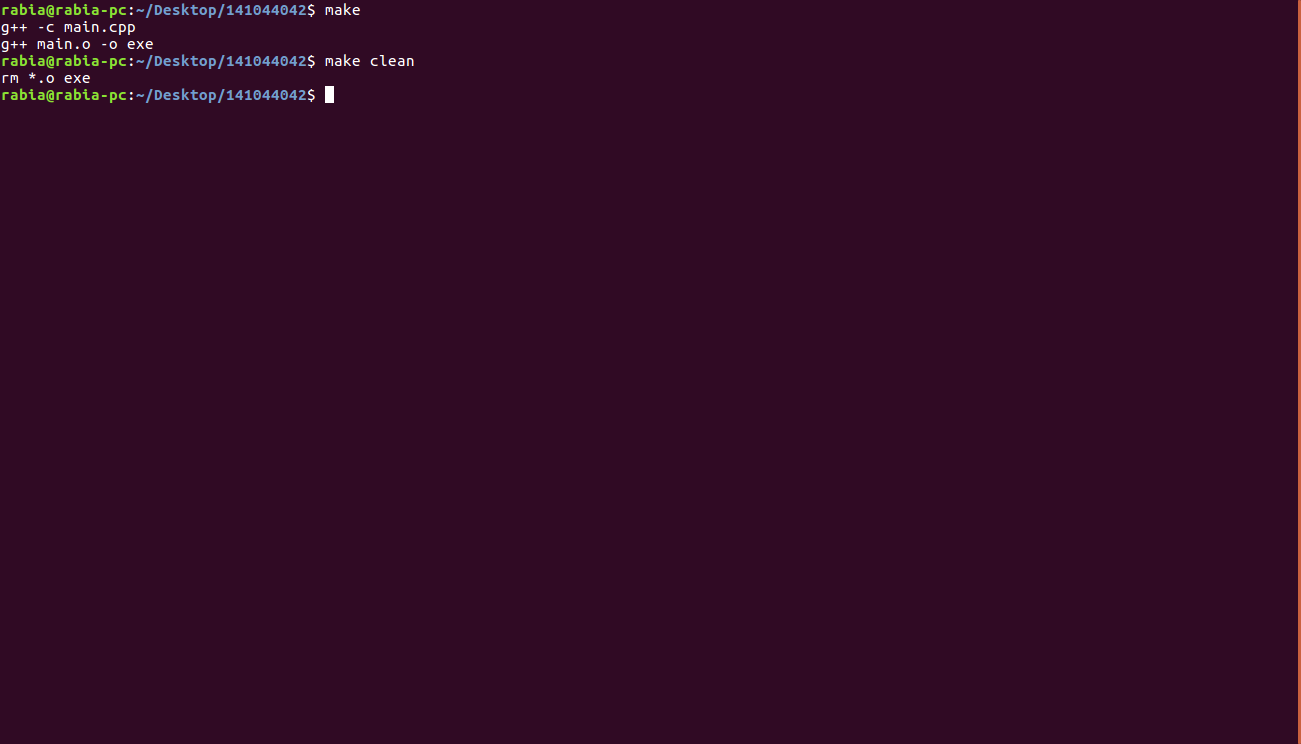 rabia@rabia-pc:~/Desktop/141044042$ make
g++ -c main.cpp
g++ main.o -o exe
rabia@rabia-pc:~/Desktop/141044042$ make clean
rm *.o exe
rabia@rabia-pc:~/Desktop/141044042$